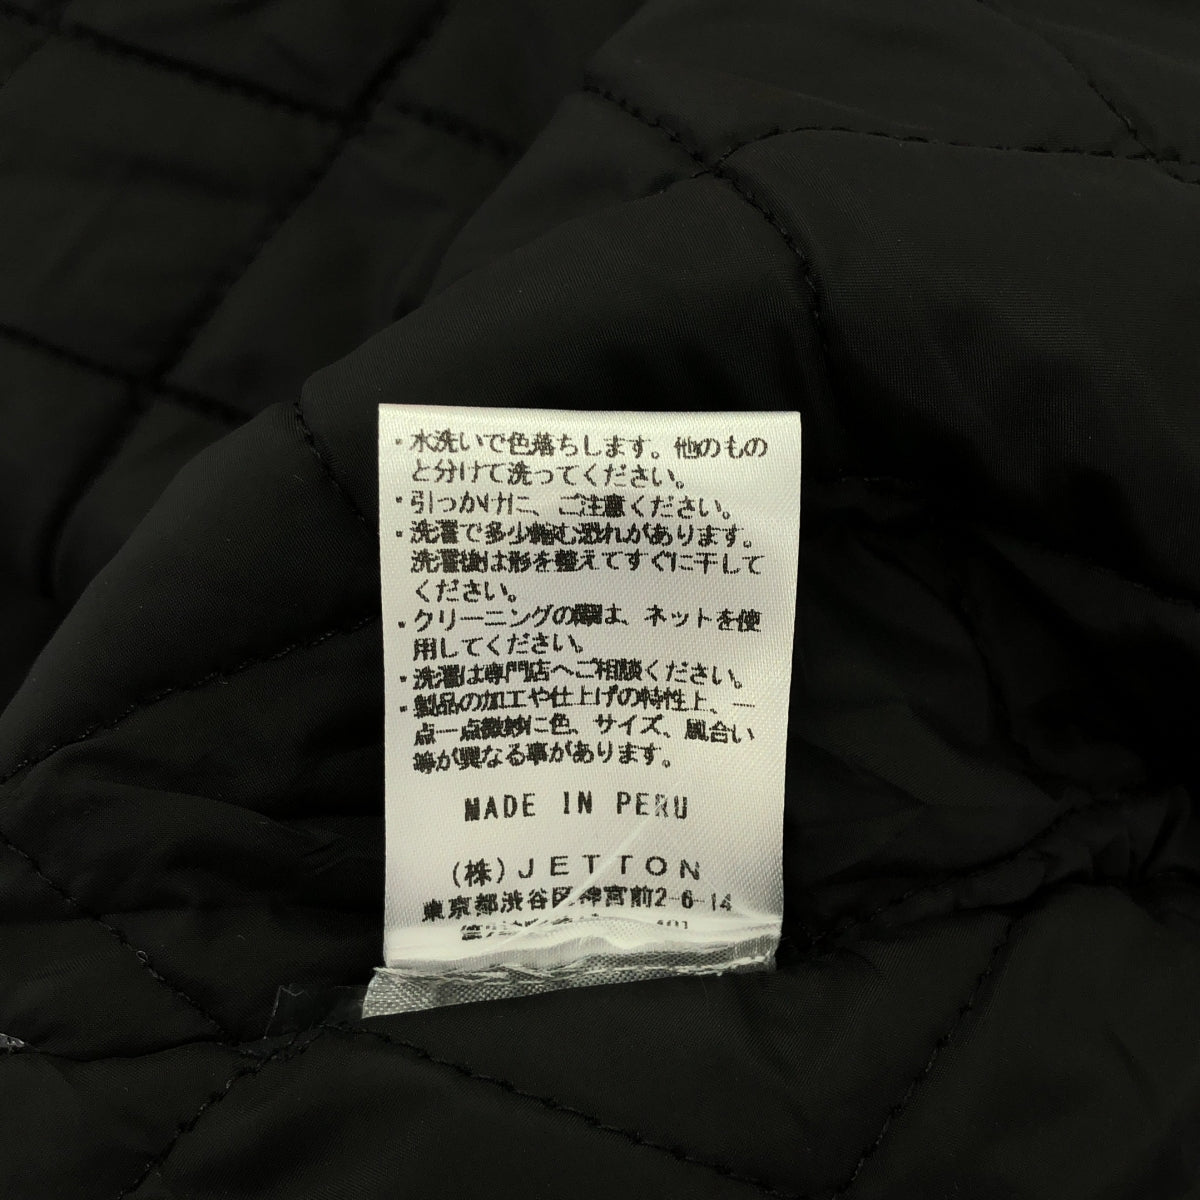 ・水洗いで色落ちします。他のもの
と分けて洗ってください。
・引っかけに、ご注意ください。
・洗濯で多少縮む恐れがあります。
洗濯後は形を整えてすぐに干して
ください。
・クリーニングの際は、ネットを使
用してください。
・洗濯は専門店へご相談ください。
・製品の加工や仕上げの特性上、一
点一点微妙に色、サイズ、風合い
等が異なる事があります。
MADE IN PERU
(株)JETTON
東京都渋谷区神宮前2-6-14